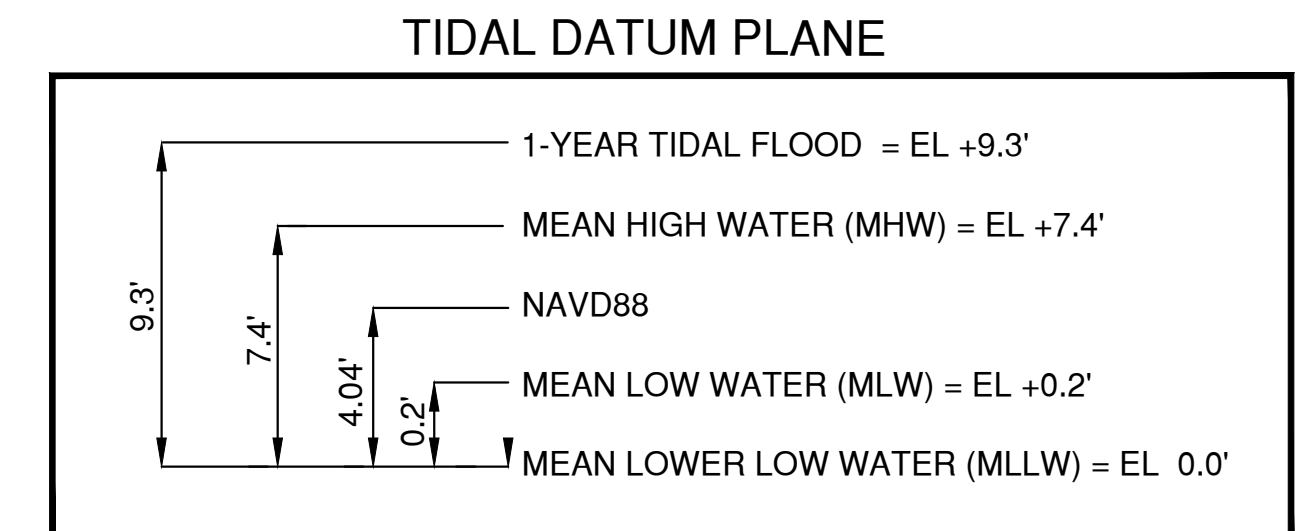 TIDAL DATUM PLANE
1-YEAR TIDAL FLOOD = EL +9.3'
MEAN HIGH WATER (MHW) = EL +7.4'
NAVD88
MEAN LOW WATER (MLW) = EL +0.2'
MEAN LOWER LOW WATER (MLLW) = EL 0.0'
9.3'
7.4'
4.04'
0.2'